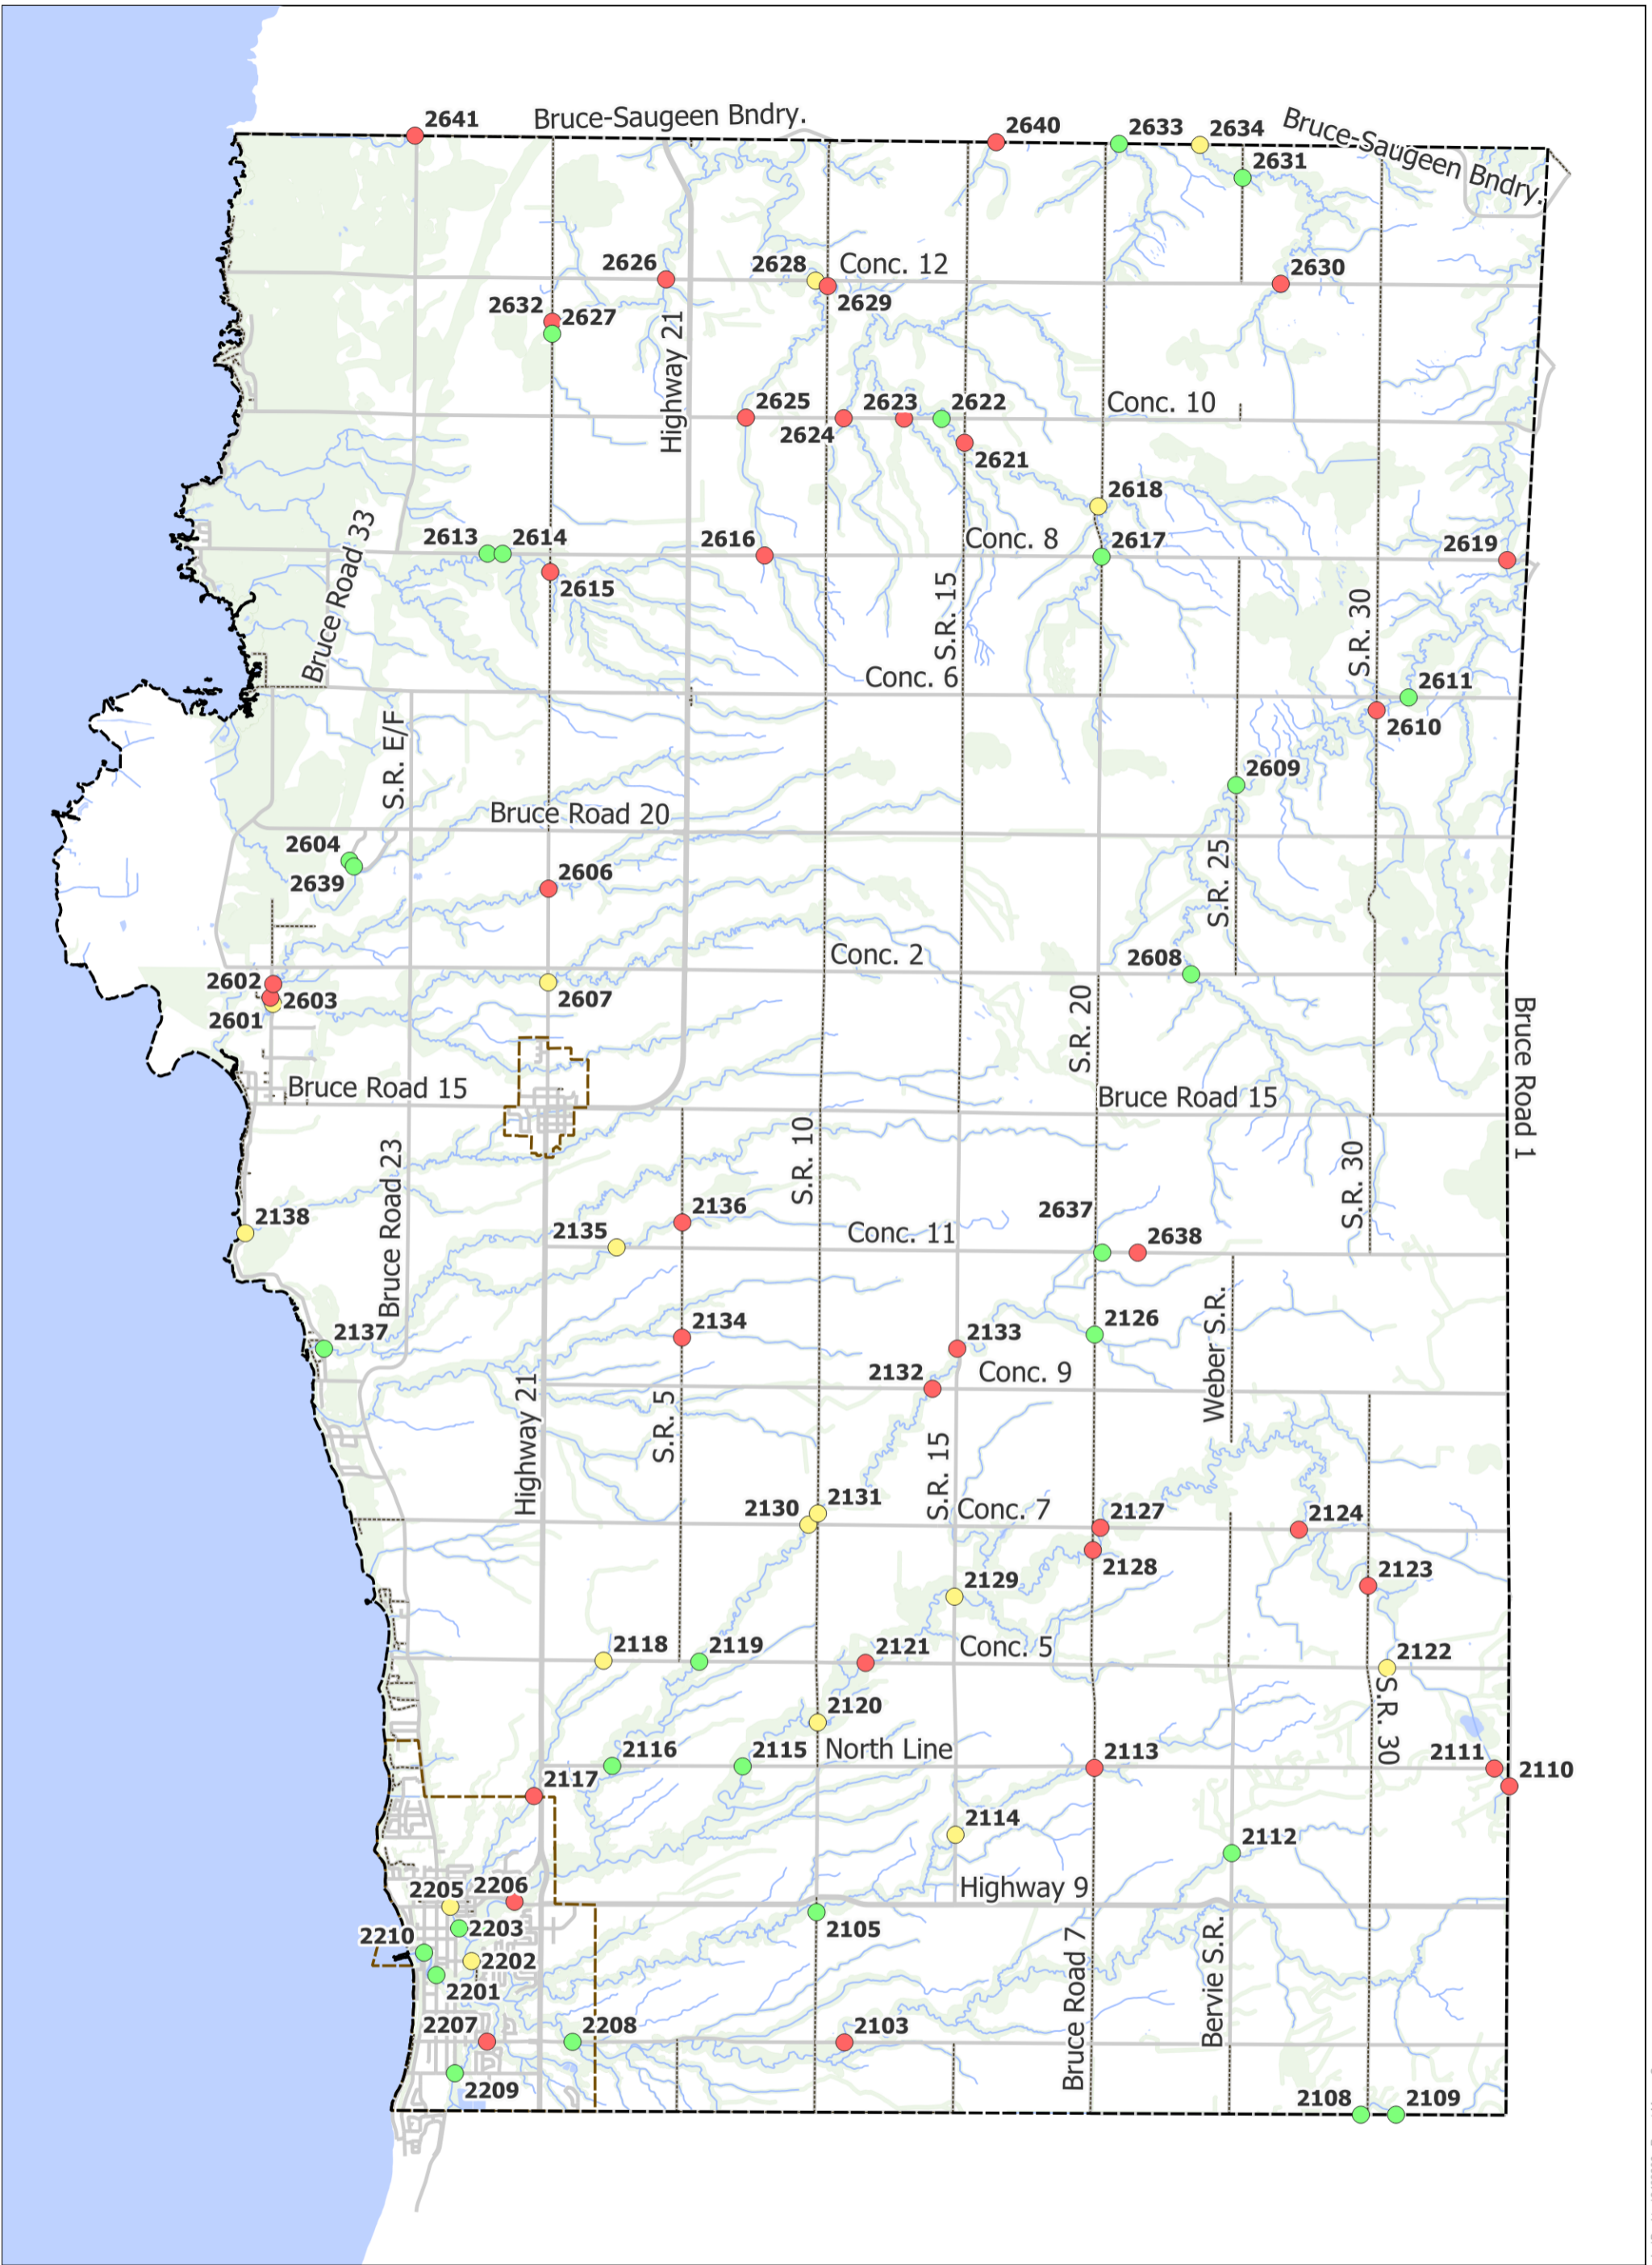 2641
Bruce-Saugeen Bndry.
2640
2633
2634
Bruce-Saugeen Bndry.
2631
2626
2628
Conc. 12
2630
2629
2632
2627
Highway 21
2625
2623
2622
Conc. 10
2624
2621
2618
Bruce Road 33
2613
2614
2616
Conc. 8
2617
2619
2615
S.R. 15
S.R. 30
Conc. 6
2611
2610
S.R. E/F
2609
Bruce Road 20
2604
2639
2606
S.R. 25
Conc. 2
2608
2602
2603
2601
2607
S.R. 20
Bruce Road 1
Bruce Road 15
Bruce Road 15
S.R. 10
S.R. 30
Bruce Road 23
2138
2136
2135
Conc. 11
2637
2638
2137
2134
2133
2126
Weber S.R.
2132
Conc. 9
Highway 21
S.R. 5
S.R. 15
2130
2131
Conc. 7
2127
2124
2128
2129
2123
2118
2119
2121
Conc. 5
2122
2120
S.R. 30
2116
2115
North Line
2113
2111
2110
2117
2114
2112
2205
2206
Highway 9
2203
2105
2210
2202
2201
Bruce Road 7
Bervie S.R.
2207
2208
2103
2209
2108
2109